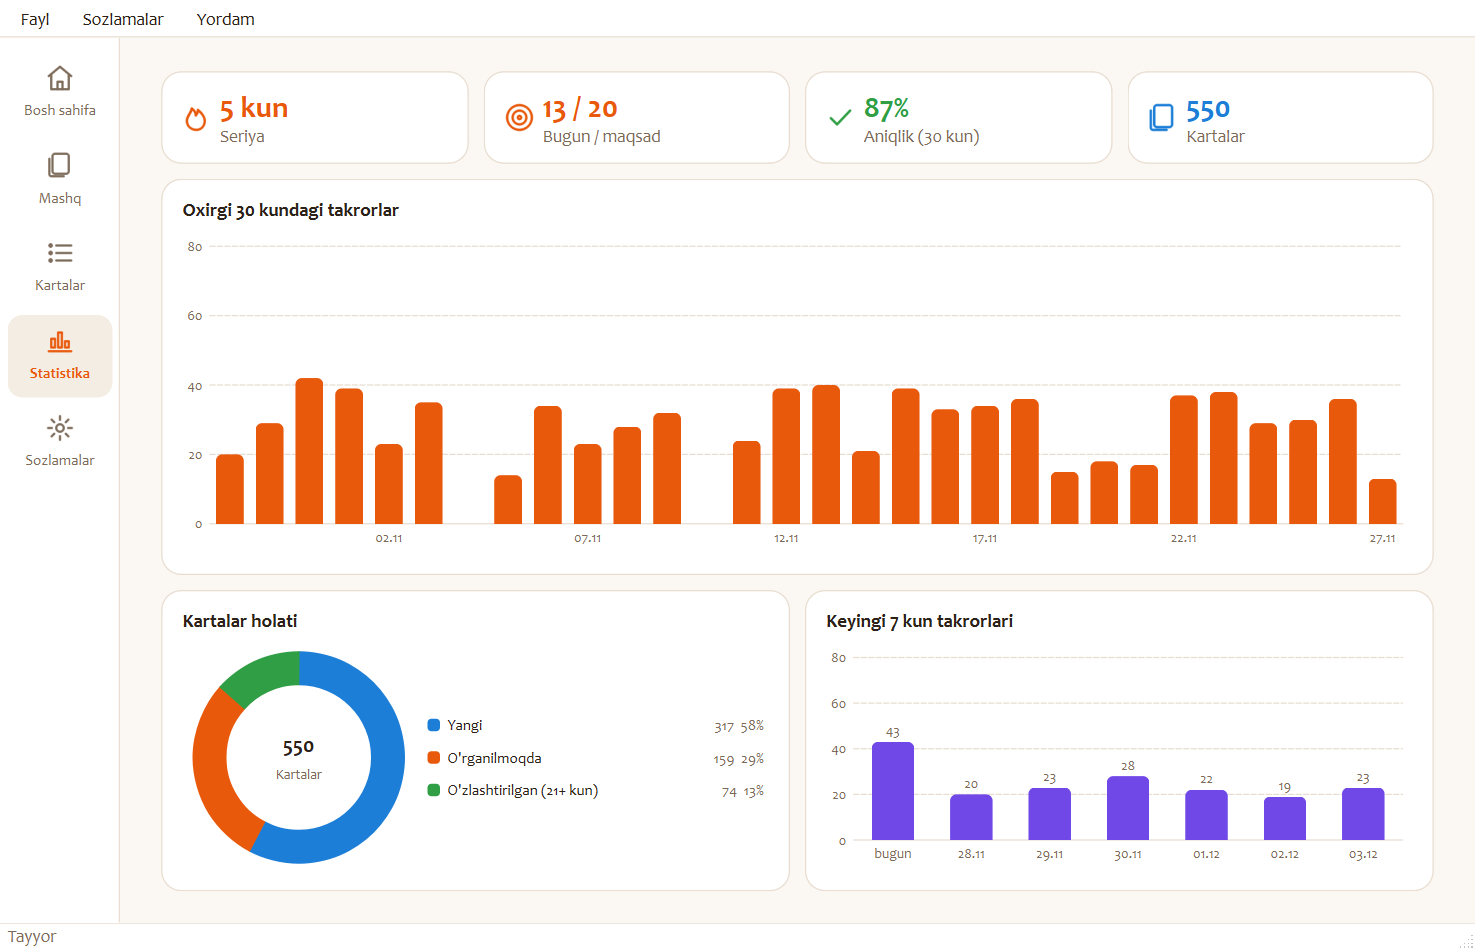 Fayl Sozlamalar Yordam
Bosh sahifa
Mashq
Kartalar
Statistika
Sozlamalar
5 kun
Seriya
13 / 20
Bugun / maqsad
87%
Aniqlik (30 kun)
550
Kartalar
Oxirgi 30 kundagi takrorlar
80
60
40
20
0
02.11 07.11 12.11 17.11 22.11 27.11
Kartalar holati
550
Kartalar
Yangi 317 58%
O'rganilmoqda 159 29%
O'zlashtirilgan (21+ kun) 74 13%
Keyingi 7 kun takrorlari
80
60
40
20
0
43 20 23 28 22 19 23
bugun 28.11 29.11 30.11 01.12 02.12 03.12
Tayyor